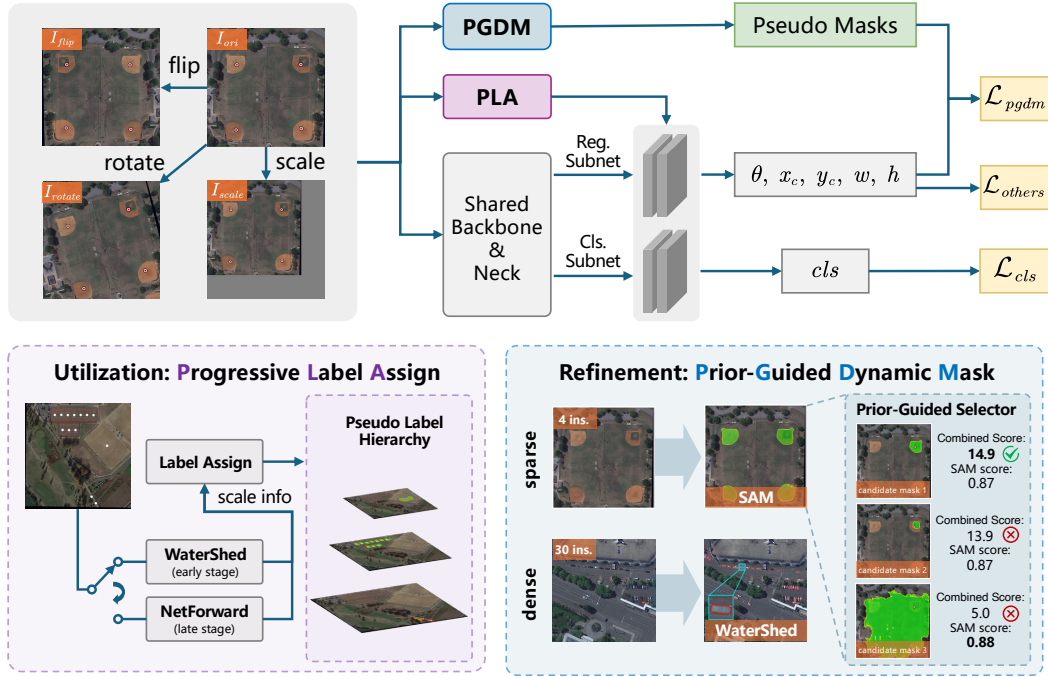 I_flip
I_ori
flip
rotate
scale
I_rotate
I_scale
PGDM
Pseudo Masks
PLA
Reg.
Subnet
Shared
Backbone
&
Neck
Cls.
Subnet
θ, x_c, y_c, w, h
cls
ℒ_pgdm
ℒ_others
ℒ_cls
Utilization: Progressive Label Assign
Label Assign
scale info
WaterShed
(early stage)
NetForward
(late stage)
Pseudo Label
Hierarchy
Refinement: Prior-Guided Dynamic Mask
sparse
4 ins.
SAM
dense
30 ins.
WaterShed
Prior-Guided Selector
candidate mask 1
Combined Score:
14.9
SAM score:
0.87
candidate mask 2
Combined Score:
13.9
SAM score:
0.87
candidate mask 3
Combined Score:
5.0
SAM score:
0.88